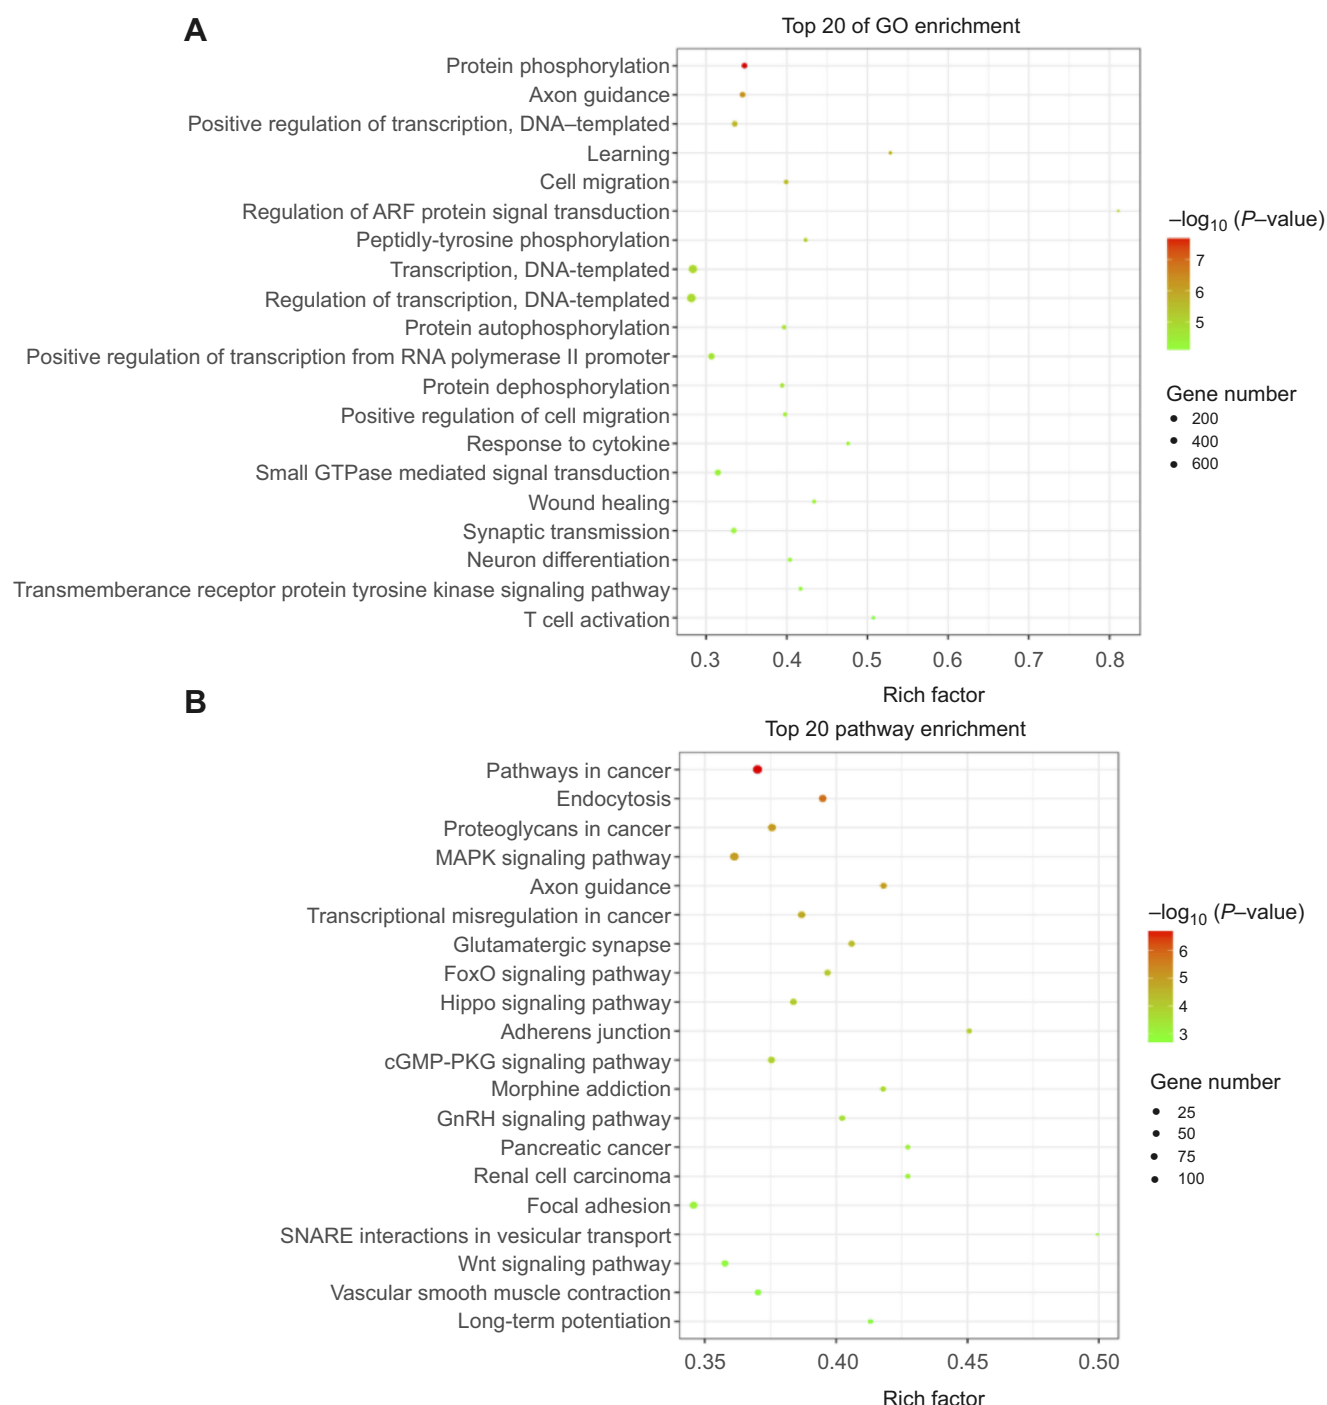 A
Top 20 of GO enrichment
Protein phosphorylation
Axon guidance
Positive regulation of transcription, DNA–templated
Learning
Cell migration
Regulation of ARF protein signal transduction
Peptidly-tyrosine phosphorylation
Transcription, DNA-templated
Regulation of transcription, DNA-templated
Protein autophosphorylation
Positive regulation of transcription from RNA polymerase II promoter
Protein dephosphorylation
Positive regulation of cell migration
Response to cytokine
Small GTPase mediated signal transduction
Wound healing
Synaptic transmission
Neuron differentiation
Transmemberance receptor protein tyrosine kinase signaling pathway
T cell activation
0.3 0.4 0.5 0.6 0.7 0.8
Rich factor
–log10 (P–value)
7
6
5
Gene number
200
400
600
B
Top 20 pathway enrichment
Pathways in cancer
Endocytosis
Proteoglycans in cancer
MAPK signaling pathway
Axon guidance
Transcriptional misregulation in cancer
Glutamatergic synapse
FoxO signaling pathway
Hippo signaling pathway
Adherens junction
cGMP-PKG signaling pathway
Morphine addiction
GnRH signaling pathway
Pancreatic cancer
Renal cell carcinoma
Focal adhesion
SNARE interactions in vesicular transport
Wnt signaling pathway
Vascular smooth muscle contraction
Long-term potentiation
0.35 0.40 0.45 0.50
Rich factor
–log10 (P–value)
6
5
4
3
Gene number
25
50
75
100